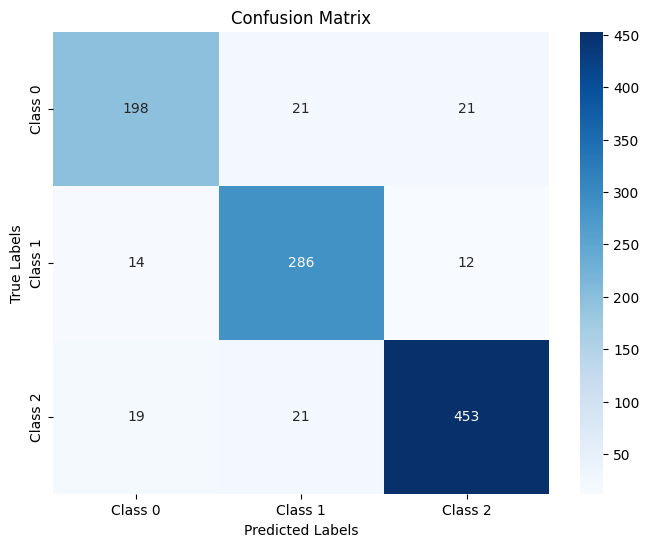 Confusion Matrix
True Labels
Class 0
198 21 21
Class 1
14 286 12
Class 2
19 21 453
Class 0 Class 1 Class 2
Predicted Labels
450
400
350
300
250
200
150
100
50